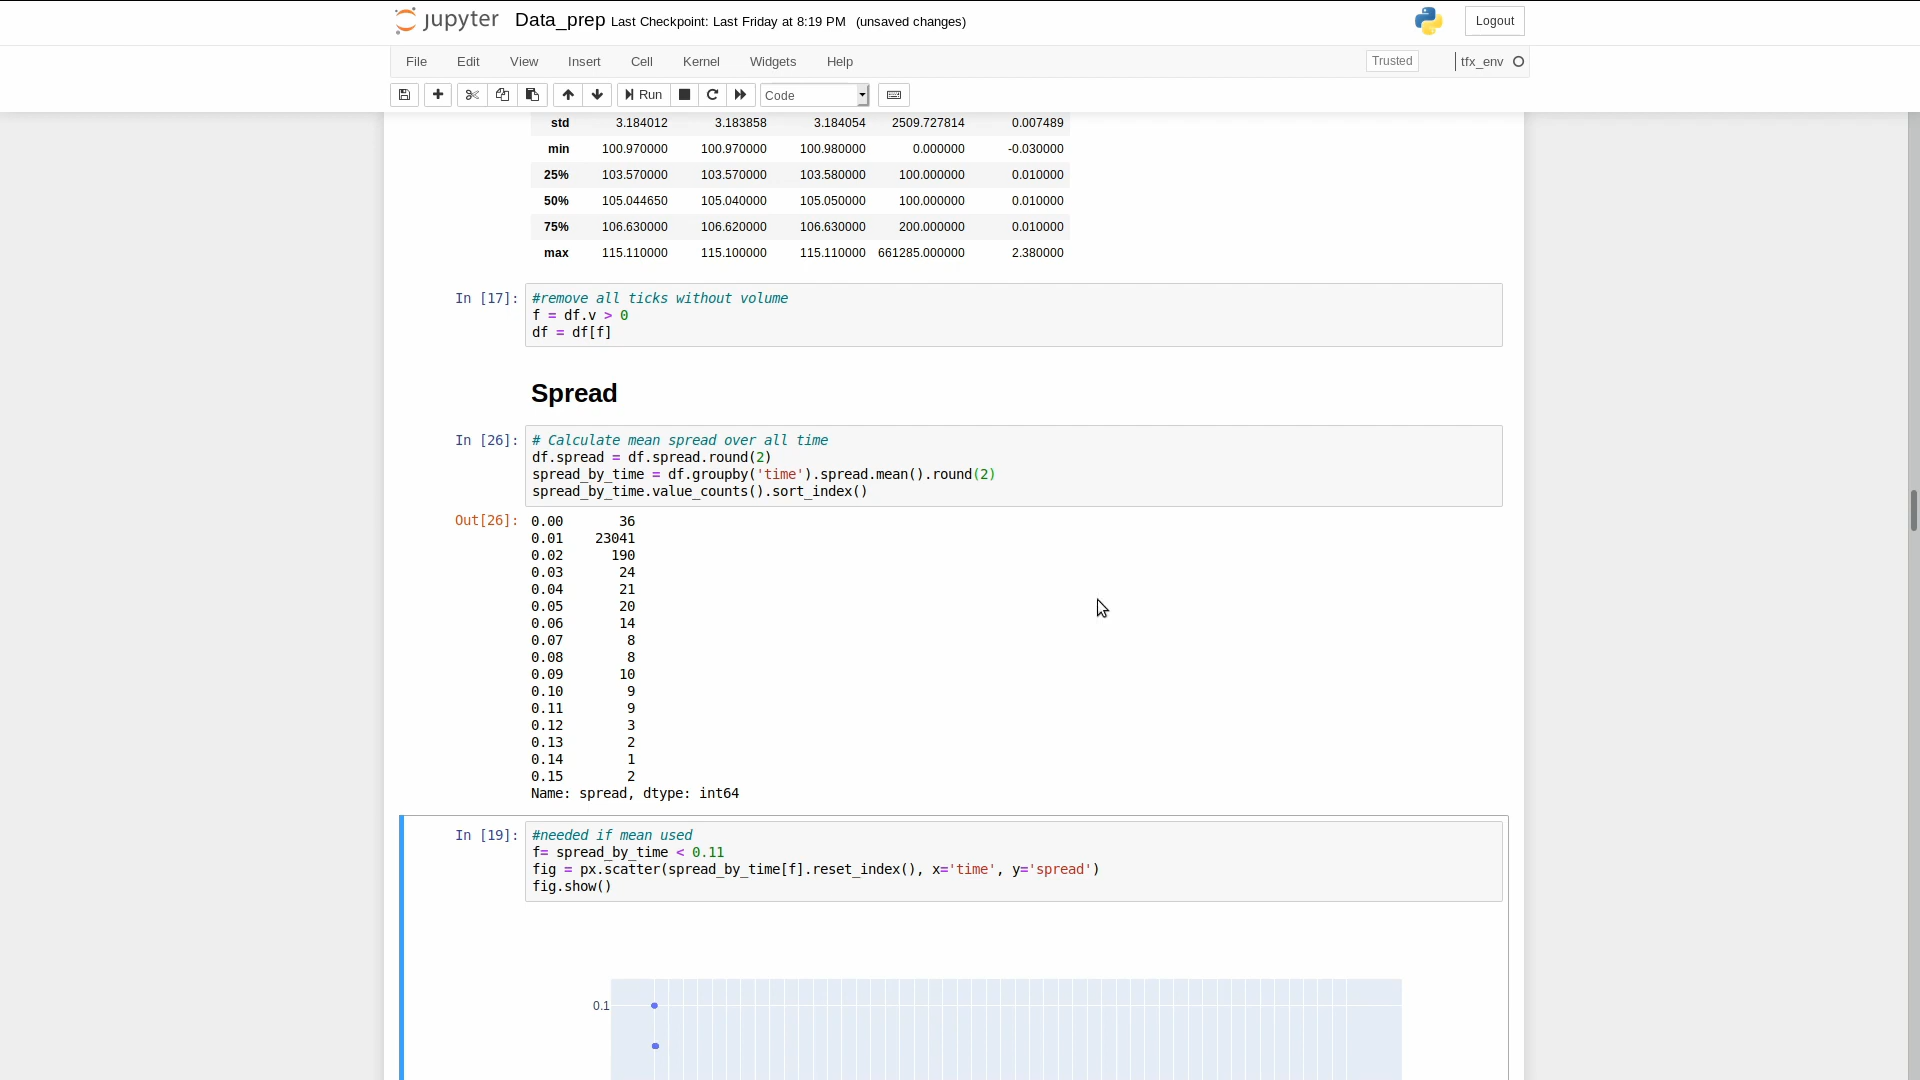 jupyter Data_prep Last Checkpoint: Last Friday at 8:19 PM (unsaved changes) Logout
File Edit View Insert Cell Kernel Widgets Help Trusted tfx_env
Run Code
std 3.184012 3.183858 3.184054 2509.727814 0.007489
min 100.970000 100.970000 100.980000 0.000000 -0.030000
25% 103.570000 103.570000 103.580000 100.000000 0.010000
50% 105.044650 105.040000 105.050000 100.000000 0.010000
75% 106.630000 106.620000 106.630000 200.000000 0.010000
max 115.110000 115.100000 115.110000 661285.000000 2.380000
In [17]: #remove all ticks without volume
f = df.v > 0
df = df[f]
Spread
In [26]: # Calculate mean spread over all time
df.spread = df.spread.round(2)
spread_by_time = df.groupby('time').spread.mean().round(2)
spread_by_time.value_counts().sort_index()
Out[26]: 0.00 36
0.01 23041
0.02 190
0.03 24
0.04 21
0.05 20
0.06 14
0.07 8
0.08 8
0.09 10
0.10 9
0.11 9
0.12 3
0.13 2
0.14 1
0.15 2
Name: spread, dtype: int64
In [19]: #needed if mean used
f= spread_by_time < 0.11
fig = px.scatter(spread_by_time[f].reset_index(), x='time', y='spread')
fig.show()
0.1